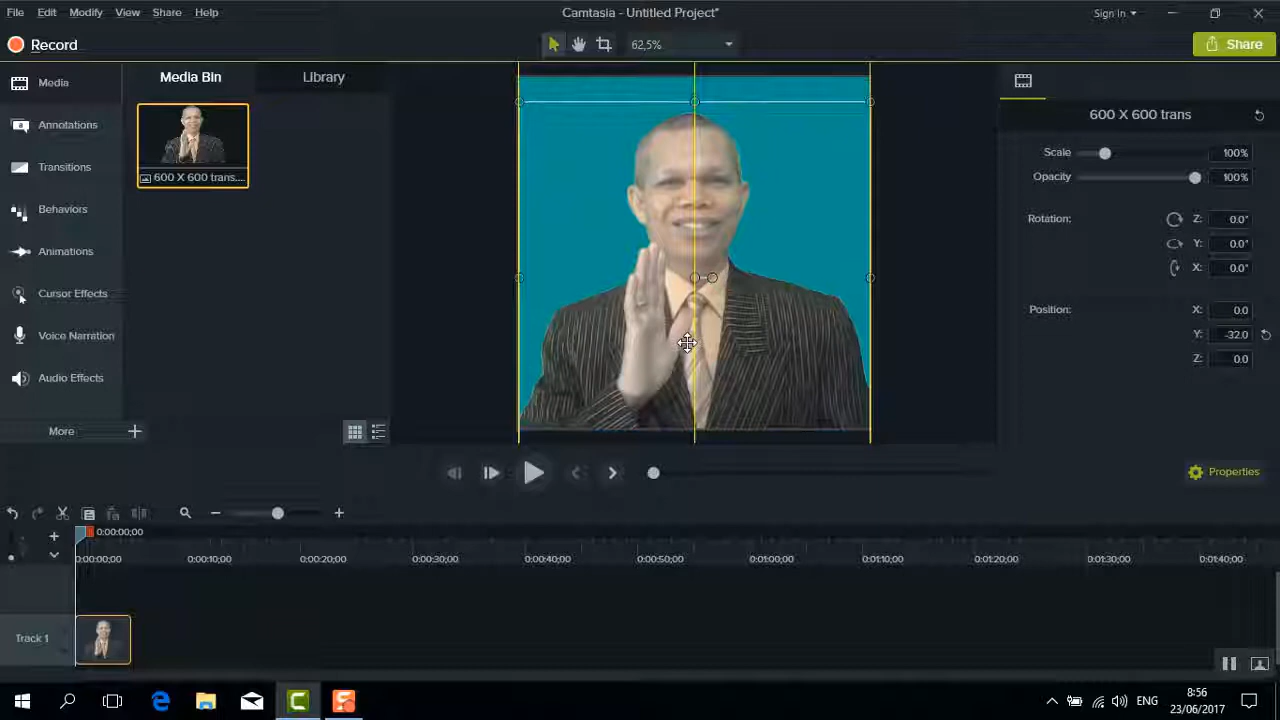 File Edit Modify View Share Help
Camtasia - Untitled Project*
Sign In
Record
62,5%
Share
Media
Media Bin
Library
Annotations
Transitions
Behaviors
Animations
Cursor Effects
Voice Narration
Audio Effects
More
600 X 600 trans....
600 X 600 trans
Scale
100%
Opacity
100%
Rotation:
Z: 0.0°
Y: 0.0°
X: 0.0°
Position:
X: 0.0
Y: -32.0
Z: 0.0
Properties
0:00:00;00
0:00:00;00 0:00:10;00 0:00:20;00 0:00:30;00 0:00:40;00 0:00:50;00 0:01:00;00 0:01:10;00 0:01:20;00 0:01:30;00 0:01:40;00
Track 1
ENG
8:56
23/06/2017